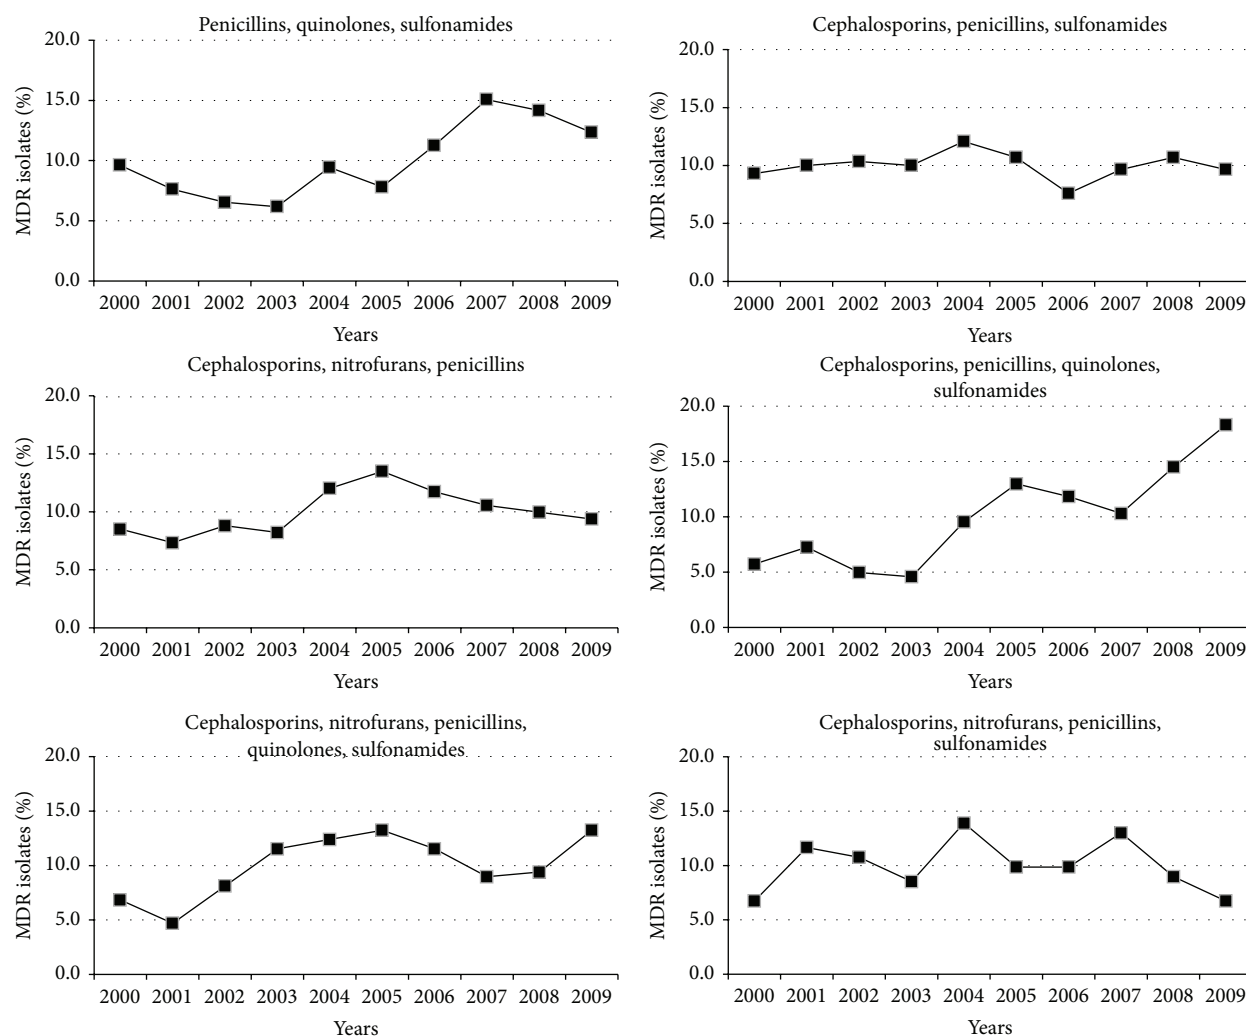 Penicillins, quinolones, sulfonamides
20.0
15.0
10.0
5.0
0.0
MDR isolates (%)
2000 2001 2002 2003 2004 2005 2006 2007 2008 2009
Years
Cephalosporins, penicillins, sulfonamides
20.0
15.0
10.0
5.0
0.0
MDR isolates (%)
2000 2001 2002 2003 2004 2005 2006 2007 2008 2009
Years
Cephalosporins, nitrofurans, penicillins
20.0
15.0
10.0
5.0
0.0
MDR isolates (%)
2000 2001 2002 2003 2004 2005 2006 2007 2008 2009
Years
Cephalosporins, penicillins, quinolones,
sulfonamides
20.0
15.0
10.0
5.0
0.0
MDR isolates (%)
2000 2001 2002 2003 2004 2005 2006 2007 2008 2009
Years
Cephalosporins, nitrofurans, penicillins,
quinolones, sulfonamides
20.0
15.0
10.0
5.0
0.0
MDR isolates (%)
2000 2001 2002 2003 2004 2005 2006 2007 2008 2009
Years
Cephalosporins, nitrofurans, penicillins,
sulfonamides
20.0
15.0
10.0
5.0
0.0
MDR isolates (%)
2000 2001 2002 2003 2004 2005 2006 2007 2008 2009
Years